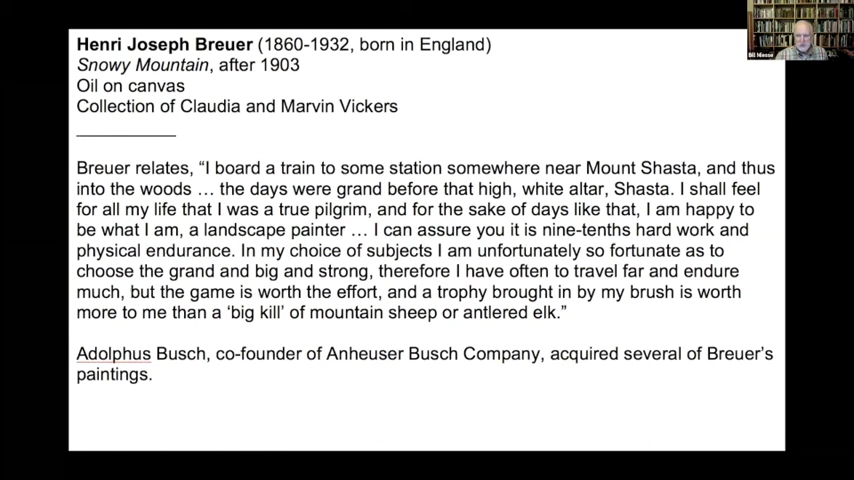 Henri Joseph Breuer (1860-1932, born in England)
Snowy Mountain, after 1903
Oil on canvas
Collection of Claudia and Marvin Vickers
Breuer relates, “I board a train to some station somewhere near Mount Shasta, and thus
into the woods … the days were grand before that high, white altar, Shasta. I shall feel
for all my life that I was a true pilgrim, and for the sake of days like that, I am happy to
be what I am, a landscape painter … I can assure you it is nine-tenths hard work and
physical endurance. In my choice of subjects I am unfortunately so fortunate as to
choose the grand and big and strong, therefore I have often to travel far and endure
much, but the game is worth the effort, and a trophy brought in by my brush is worth
more to me than a ‘big kill’ of mountain sheep or antlered elk.”
Adolphus Busch, co-founder of Anheuser Busch Company, acquired several of Breuer’s
paintings.
Bill Miesse